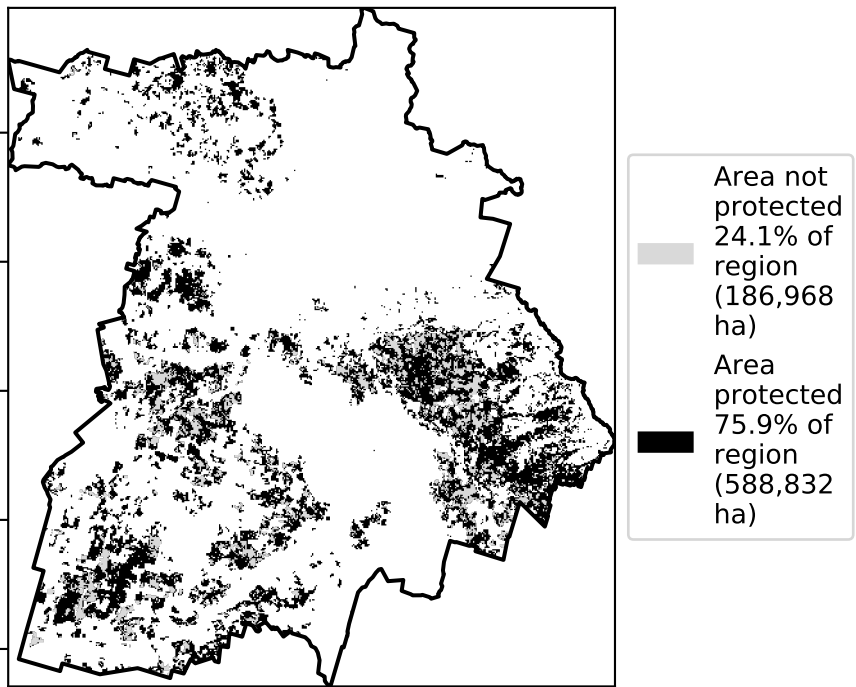 Area not
protected
24.1% of
region
(186,968
ha)
Area
protected
75.9% of
region
(588,832
ha)